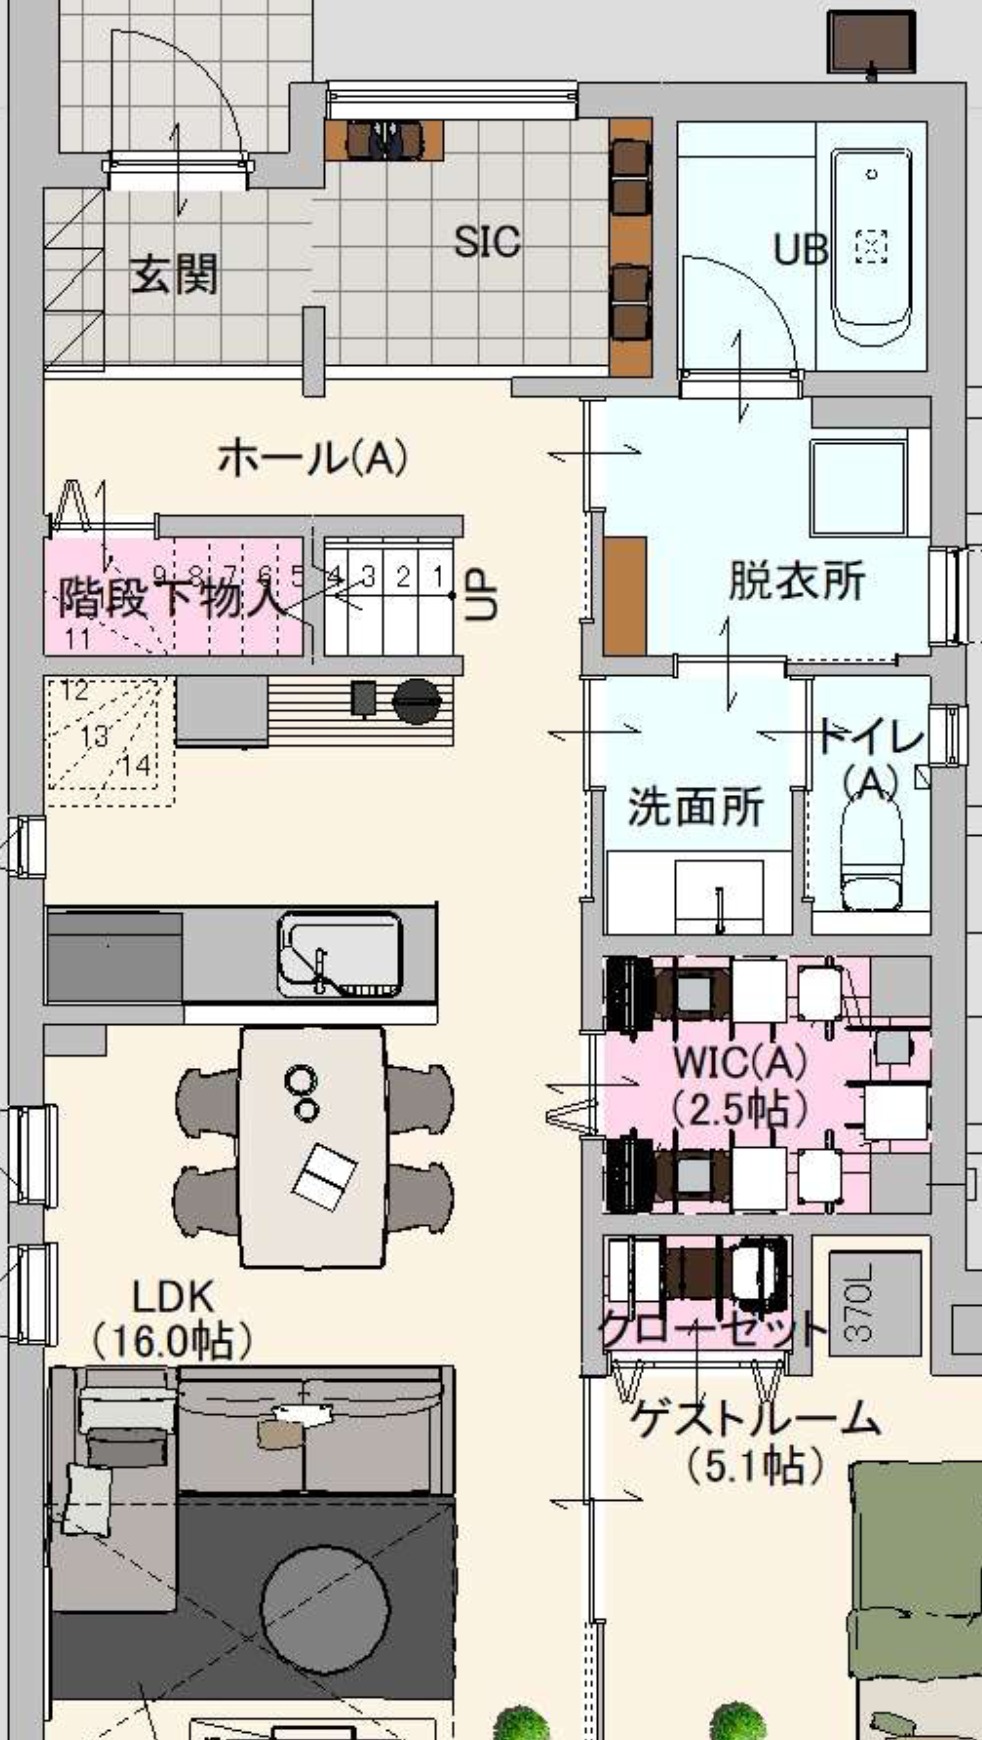 玄関
SIC
UB
ホール(A)
9 8 7 6 5 4 3 2 1
階段下物入
11
UP
脱衣所
12
13
14
トイレ
(A)
洗面所
WIC(A)
(2.5帖)
LDK
(16.0帖)
クローゼット
370L
ゲストルーム
(5.1帖)